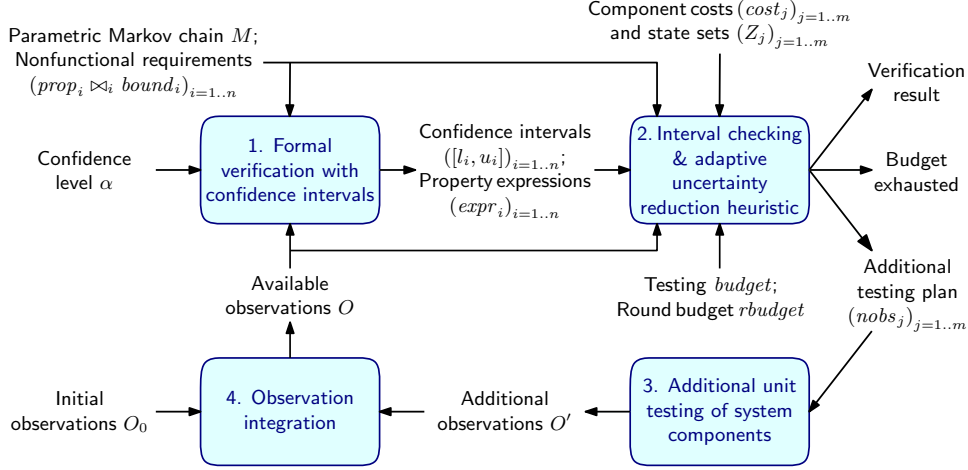 Parametric Markov chain M;
Nonfunctional requirements
(prop_i ⋈_i bound_i)_{i=1..n}
Component costs (cost_j)_{j=1..m}
and state sets (Z_j)_{j=1..m}
Verification
result
Confidence
level α
1. Formal
verification with
confidence intervals
Confidence intervals
([l_i, u_i])_{i=1..n};
Property expressions
(expr_i)_{i=1..n}
2. Interval checking
& adaptive
uncertainty
reduction heuristic
Budget
exhausted
Available
observations O
Testing budget;
Round budget rbudget
Additional
testing plan
(nobs_j)_{j=1..m}
Initial
observations O_0
4. Observation
integration
Additional
observations O′
3. Additional unit
testing of system
components